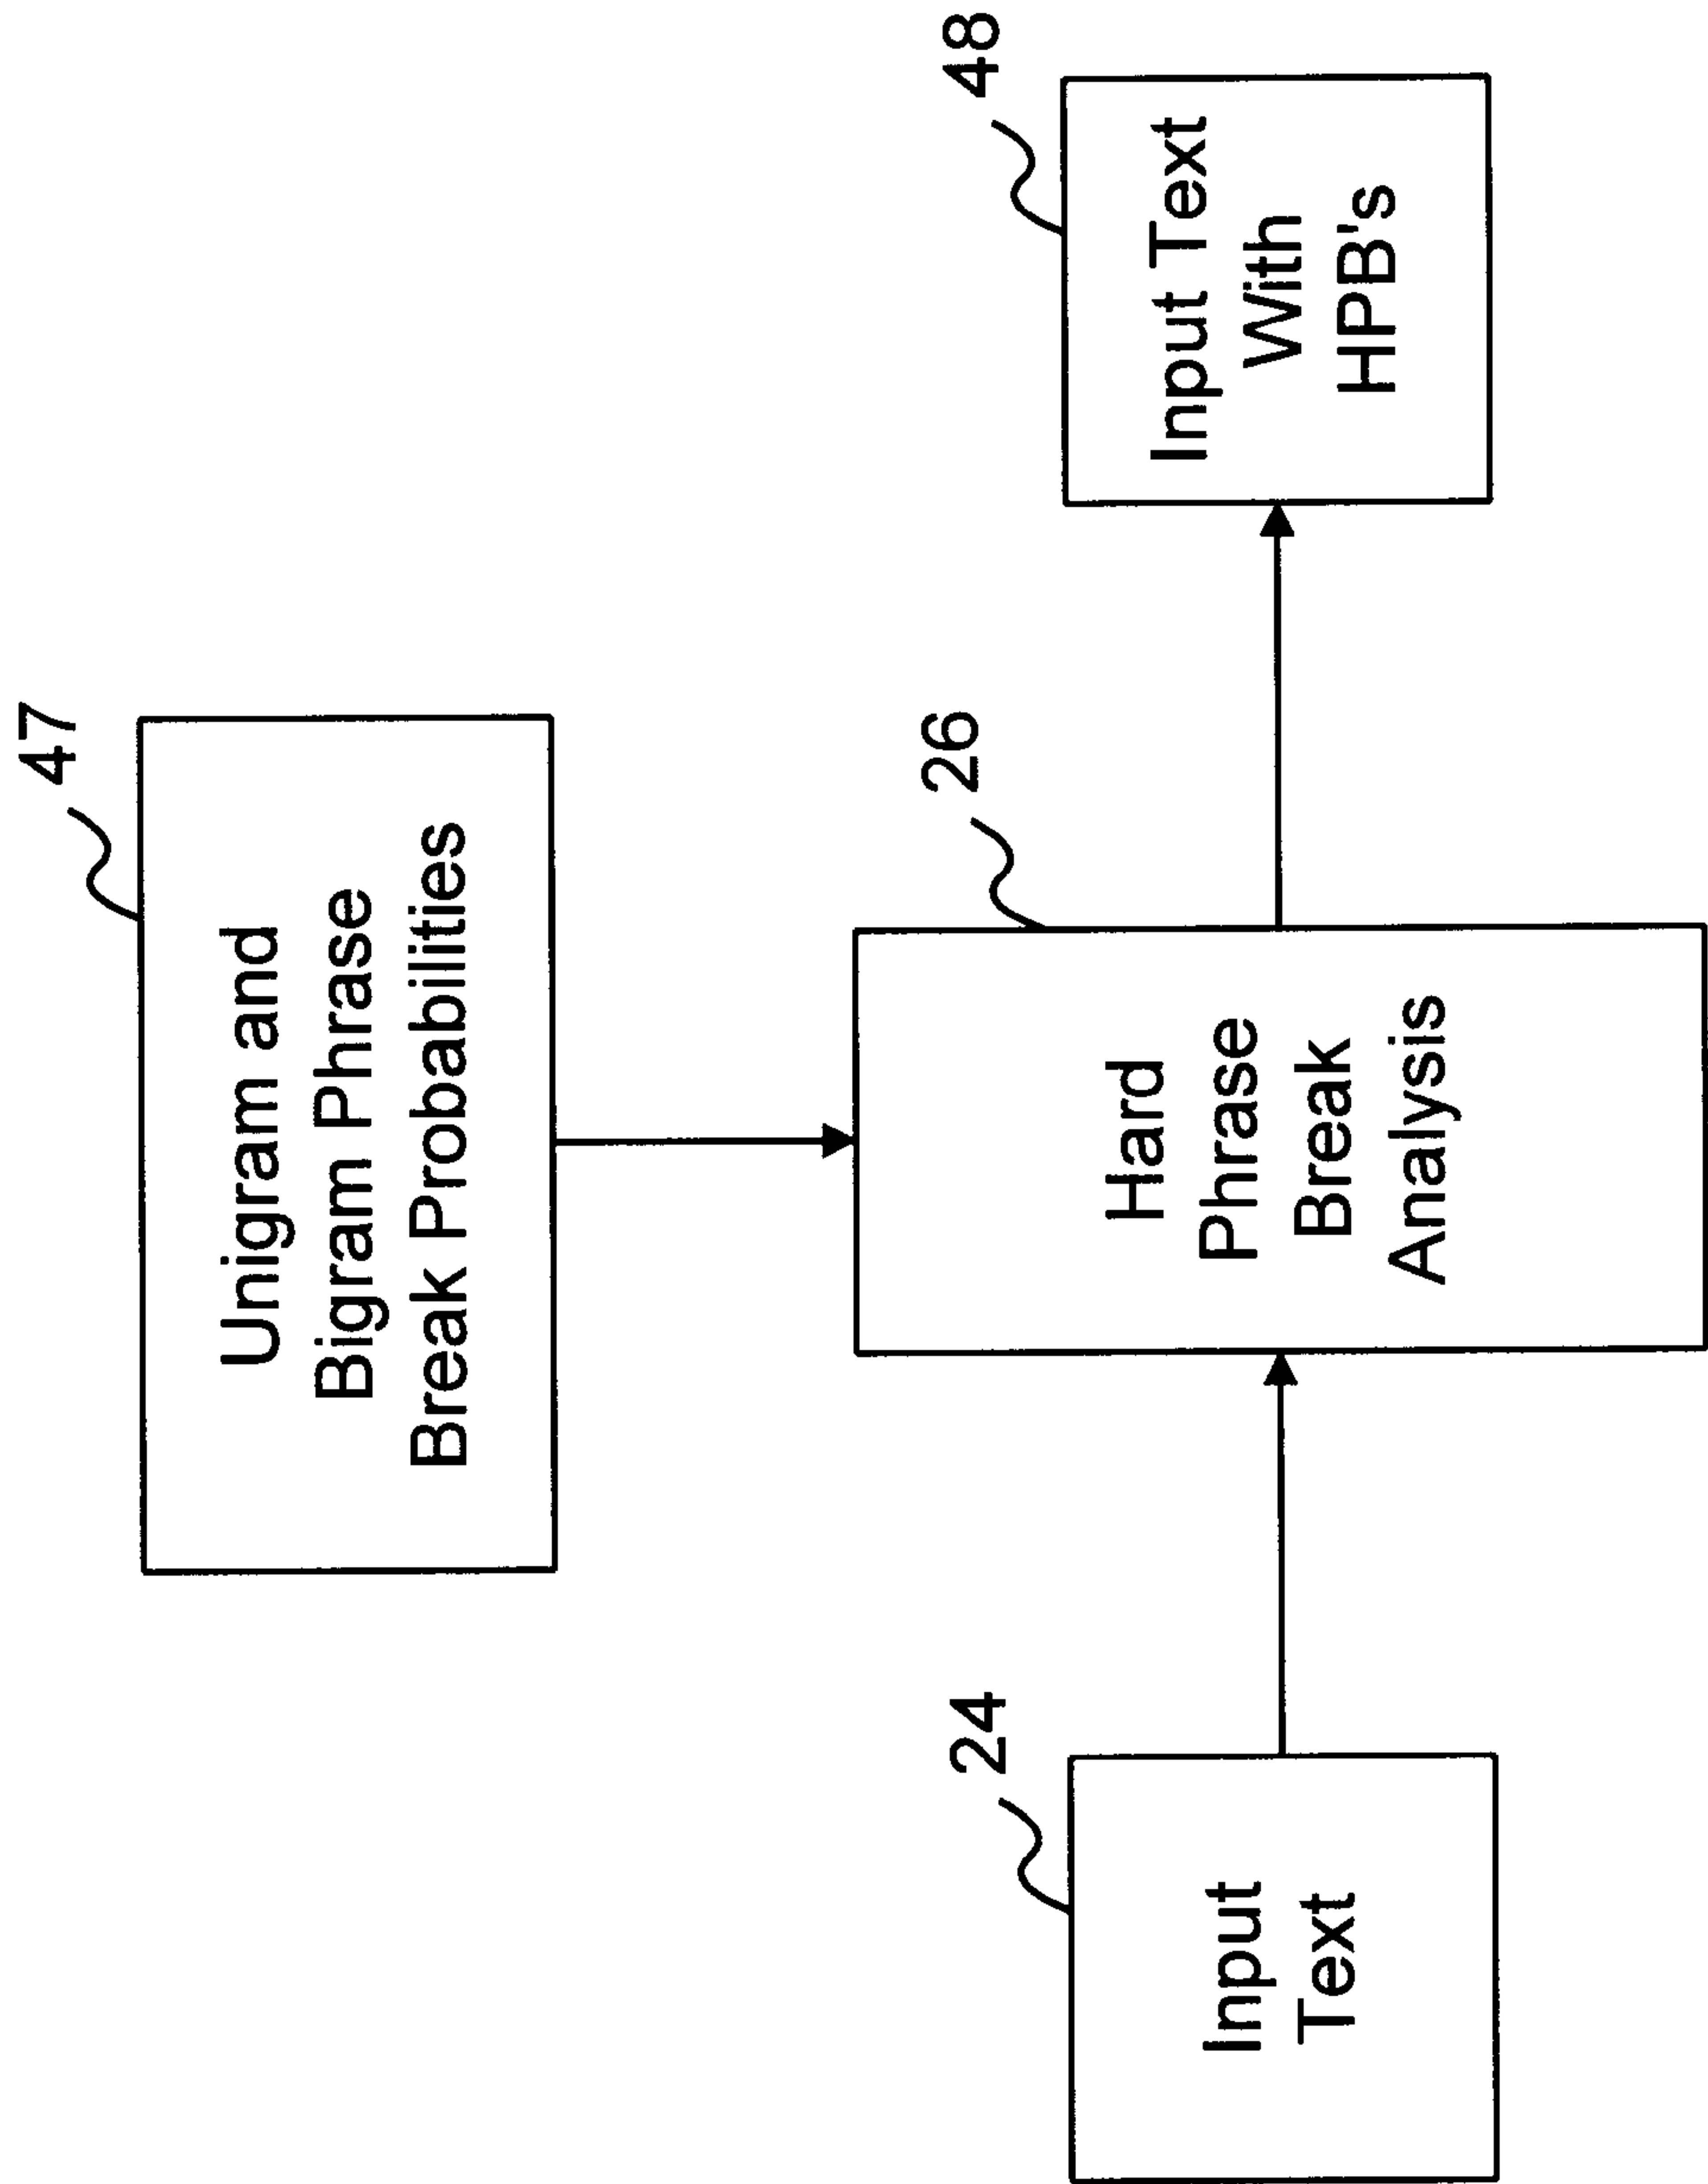 47
Unigram and
Bigram Phrase
Break Probabilities
24
Input
Text
26
Hard
Phrase
Break
Analysis
48
Input Text
With
HPB's